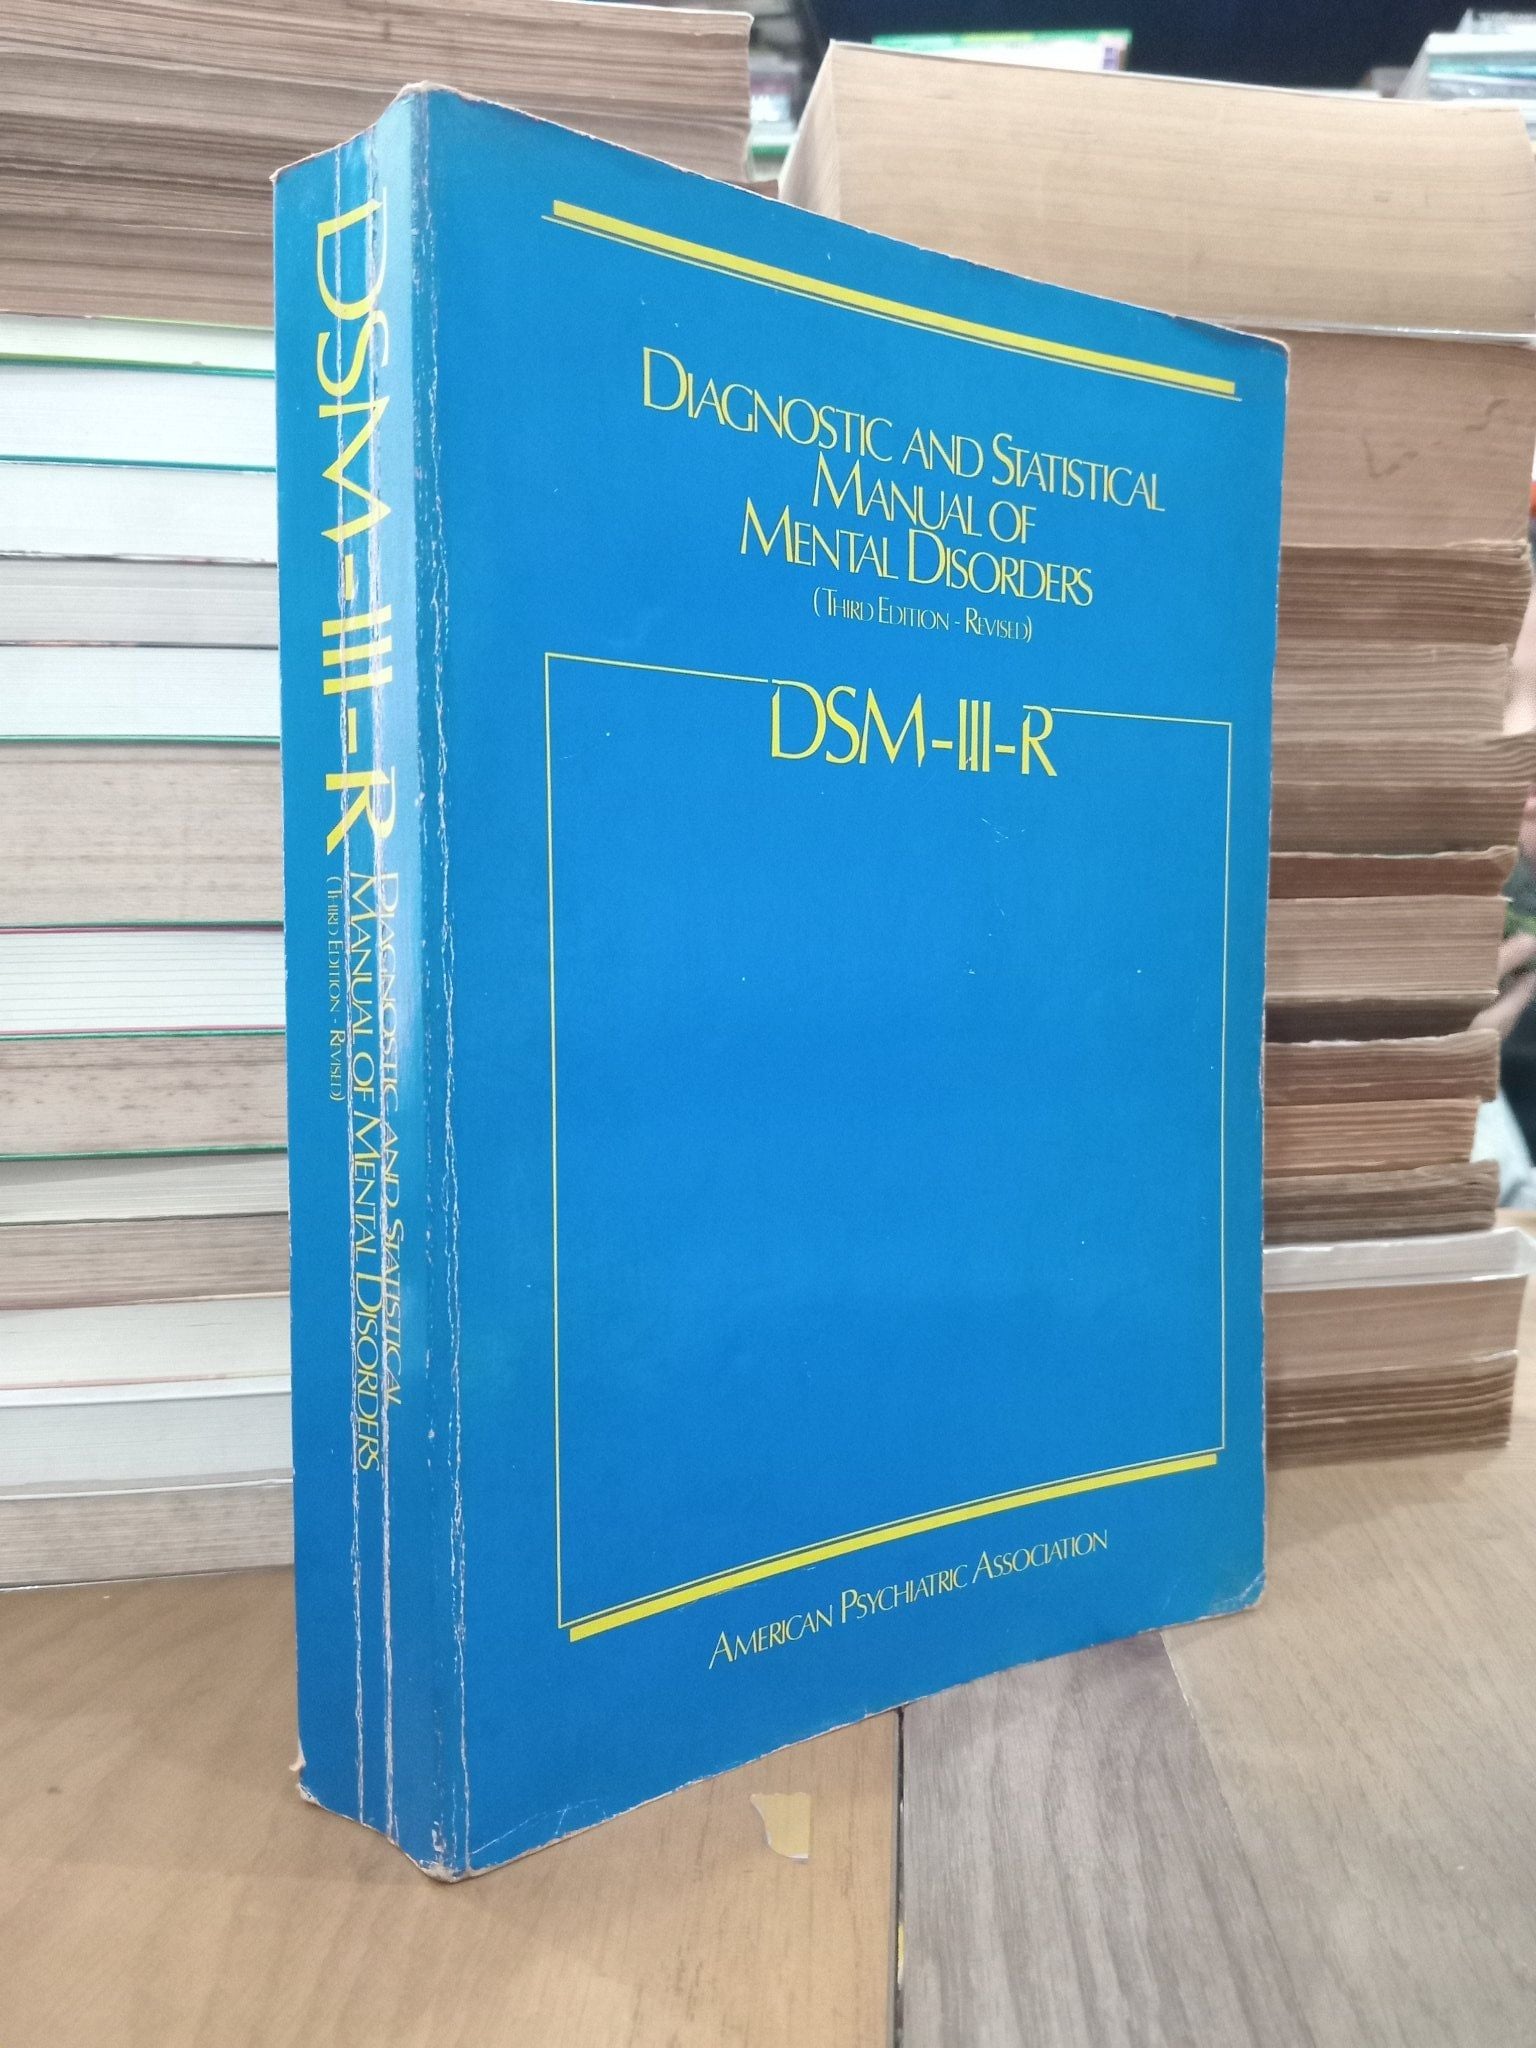 DSM-III-R
DIAGNOSTIC AND STATISTICAL
MANUAL OF MENTAL DISORDERS
(THIRD EDITION - REVISED)
DIAGNOSTIC AND STATISTICAL
MANUAL OF
MENTAL DISORDERS
(THIRD EDITION - REVISED)
DSM-III-R
AMERICAN PSYCHIATRIC ASSOCIATION